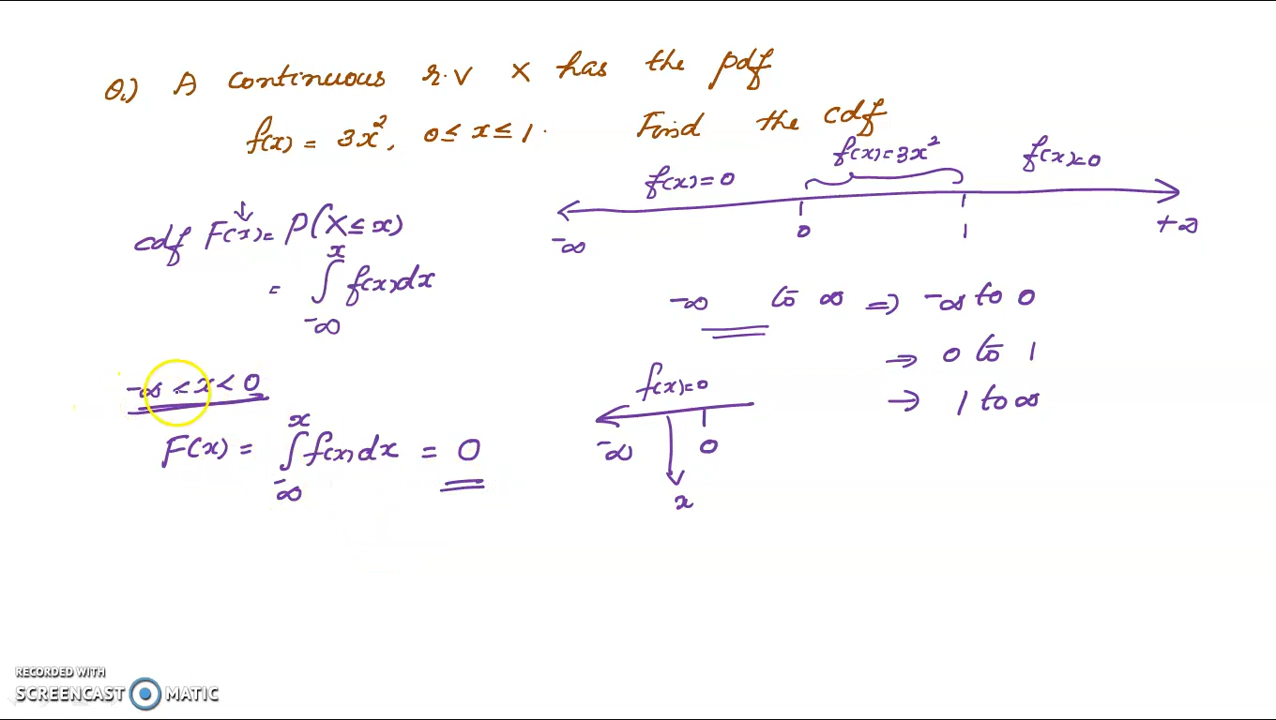 Q.) A continuous r.v X has the pdf
f(x) = 3x², 0 ≤ x ≤ 1. Find the cdf
f(x)=0 f(x)=3x² f(x)=0
-∞ 0 1 +∞
cdf F(x) = P(X ≤ x)
= ∫_{-∞}^{x} f(x)dx
-∞ to ∞ ⇒ -∞ to 0
⇒ 0 to 1
→ 1 to ∞
-∞ < x < 0
F(x) = ∫_{-∞}^{x} f(x)dx = 0
f(x)=0
-∞ 0
x
RECORDED WITH
SCREENCAST MATIC